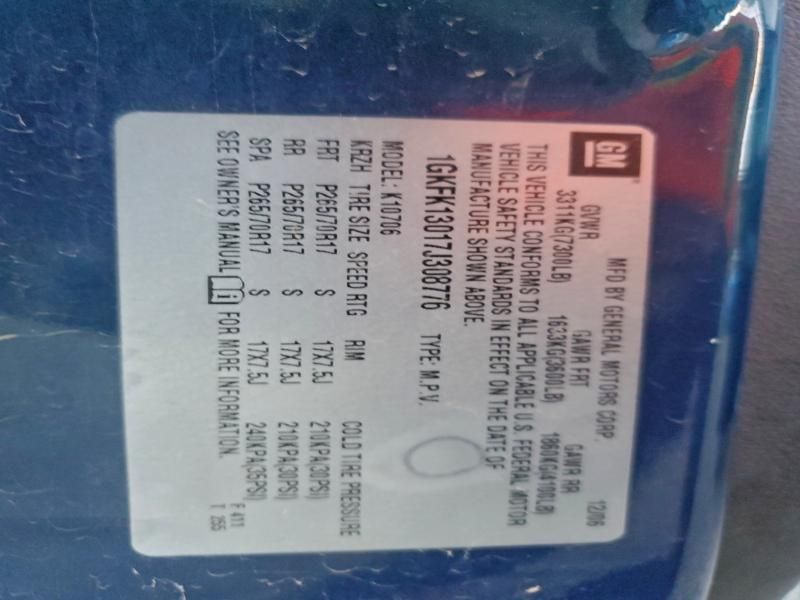 GM
MFD BY GENERAL MOTORS CORP. 12/06
GVWR GAWR FRT GAWR RR
3311KG(7300LB) 1633KG(3600LB) 1860KG(4100LB)
THIS VEHICLE CONFORMS TO ALL APPLICABLE U.S. FEDERAL MOTOR
VEHICLE SAFETY STANDARDS IN EFFECT ON THE DATE OF
MANUFACTURE SHOWN ABOVE.
1GKFK13017J308776 TYPE: M.P.V.
MODEL: K10706
KRZH TIRE SIZE SPEED RTG RIM COLD TIRE PRESSURE
FRT P265/70R17 S 17X7.5J 210KPA(30PSI)
RR P265/70R17 S 17X7.5J 210KPA(30PSI)
SPA P265/70R17 S 17X7.5J 240KPA(35PSI)
SEE OWNER'S MANUAL FOR MORE INFORMATION.
F 411
T 255